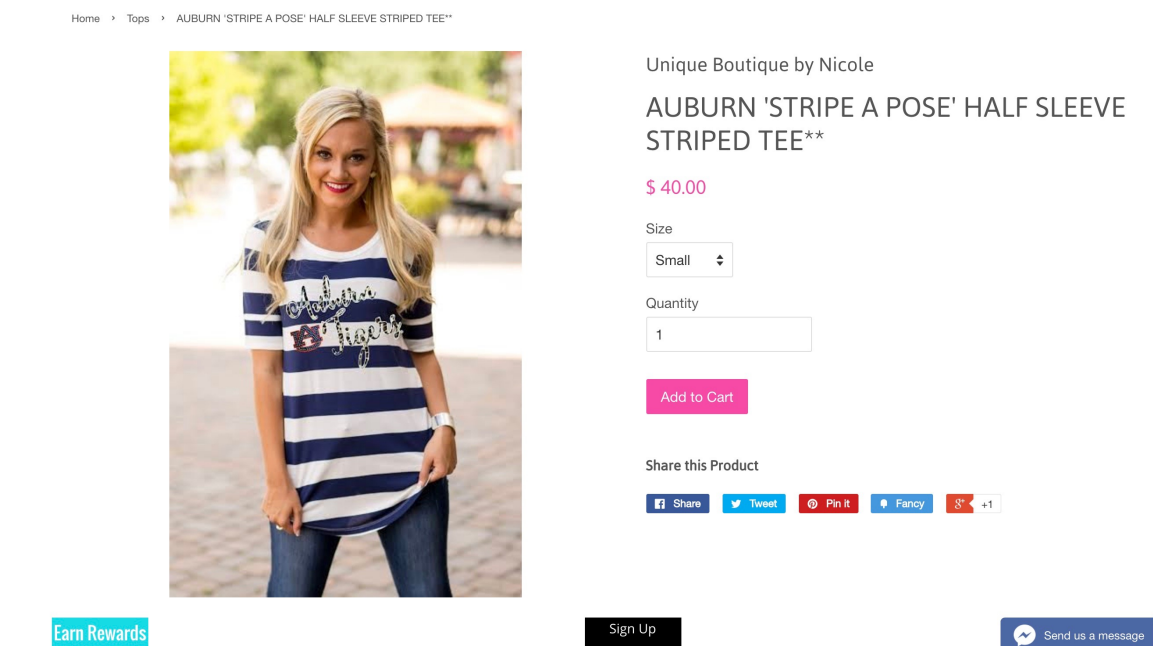 Home › Tops › AUBURN 'STRIPE A POSE' HALF SLEEVE STRIPED TEE**
Unique Boutique by Nicole
AUBURN 'STRIPE A POSE' HALF SLEEVE
STRIPED TEE**
$ 40.00
Size
Small
Quantity
1
Add to Cart
Auburn
A Tigers
Share this Product
Share Tweet Pin it Fancy g+ +1
Earn Rewards
Sign Up
Send us a message